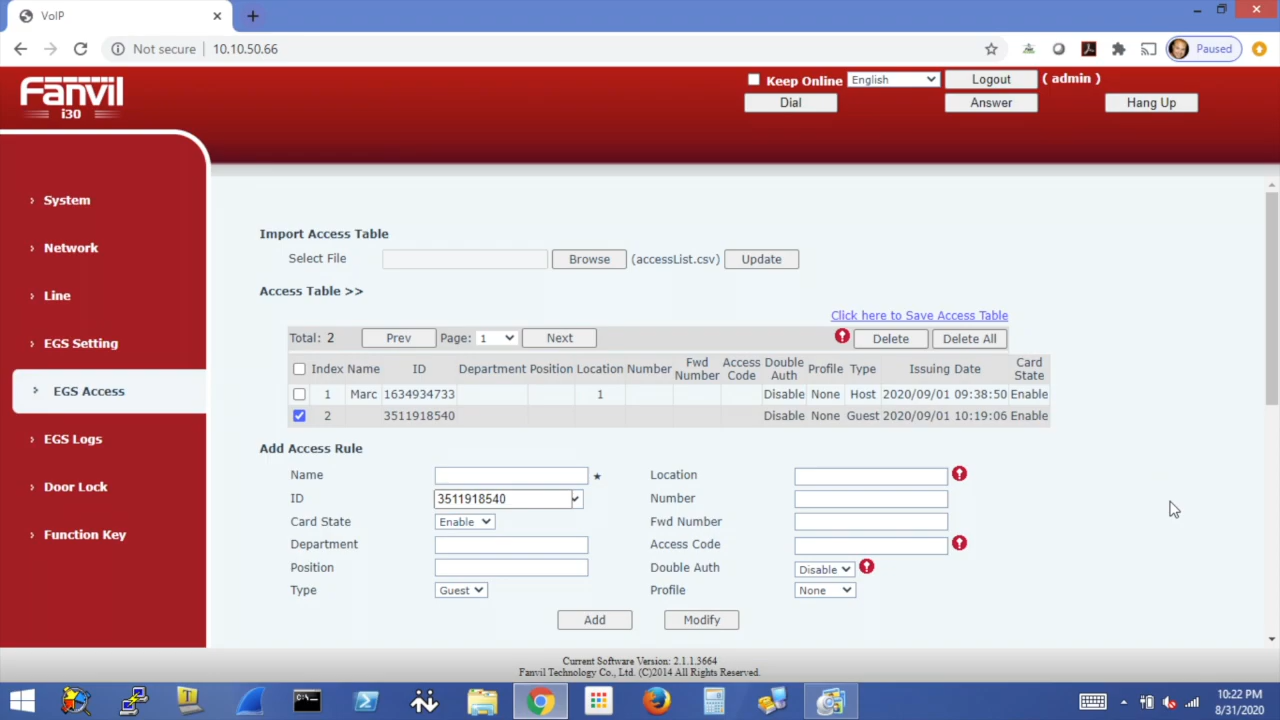 VoIP
Not secure | 10.10.50.66
Paused
Fanvil
i30
Keep Online English Logout ( admin )
Dial Answer Hang Up
System
Network
Line
EGS Setting
EGS Access
EGS Logs
Door Lock
Function Key
Import Access Table
Select File Browse (accessList.csv) Update
Access Table >>
Click here to Save Access Table
Total: 2 Prev Page: 1 Next Delete Delete All
Index Name ID Department Position Location Number Fwd Number Access Code Double Auth Profile Type Issuing Date Card State
1 Marc 1634934733 1 Disable None Host 2020/09/01 09:38:50 Enable
2 3511918540 Disable None Guest 2020/09/01 10:19:06 Enable
Add Access Rule
Name Location
ID 3511918540 Number
Card State Enable Fwd Number
Department Access Code
Position Double Auth Disable
Type Guest Profile None
Add Modify
Current Software Version: 2.1.1.3664
Fanvil Technology Co., Ltd. (C)2014 All Rights Reserved.
10:22 PM
8/31/2020